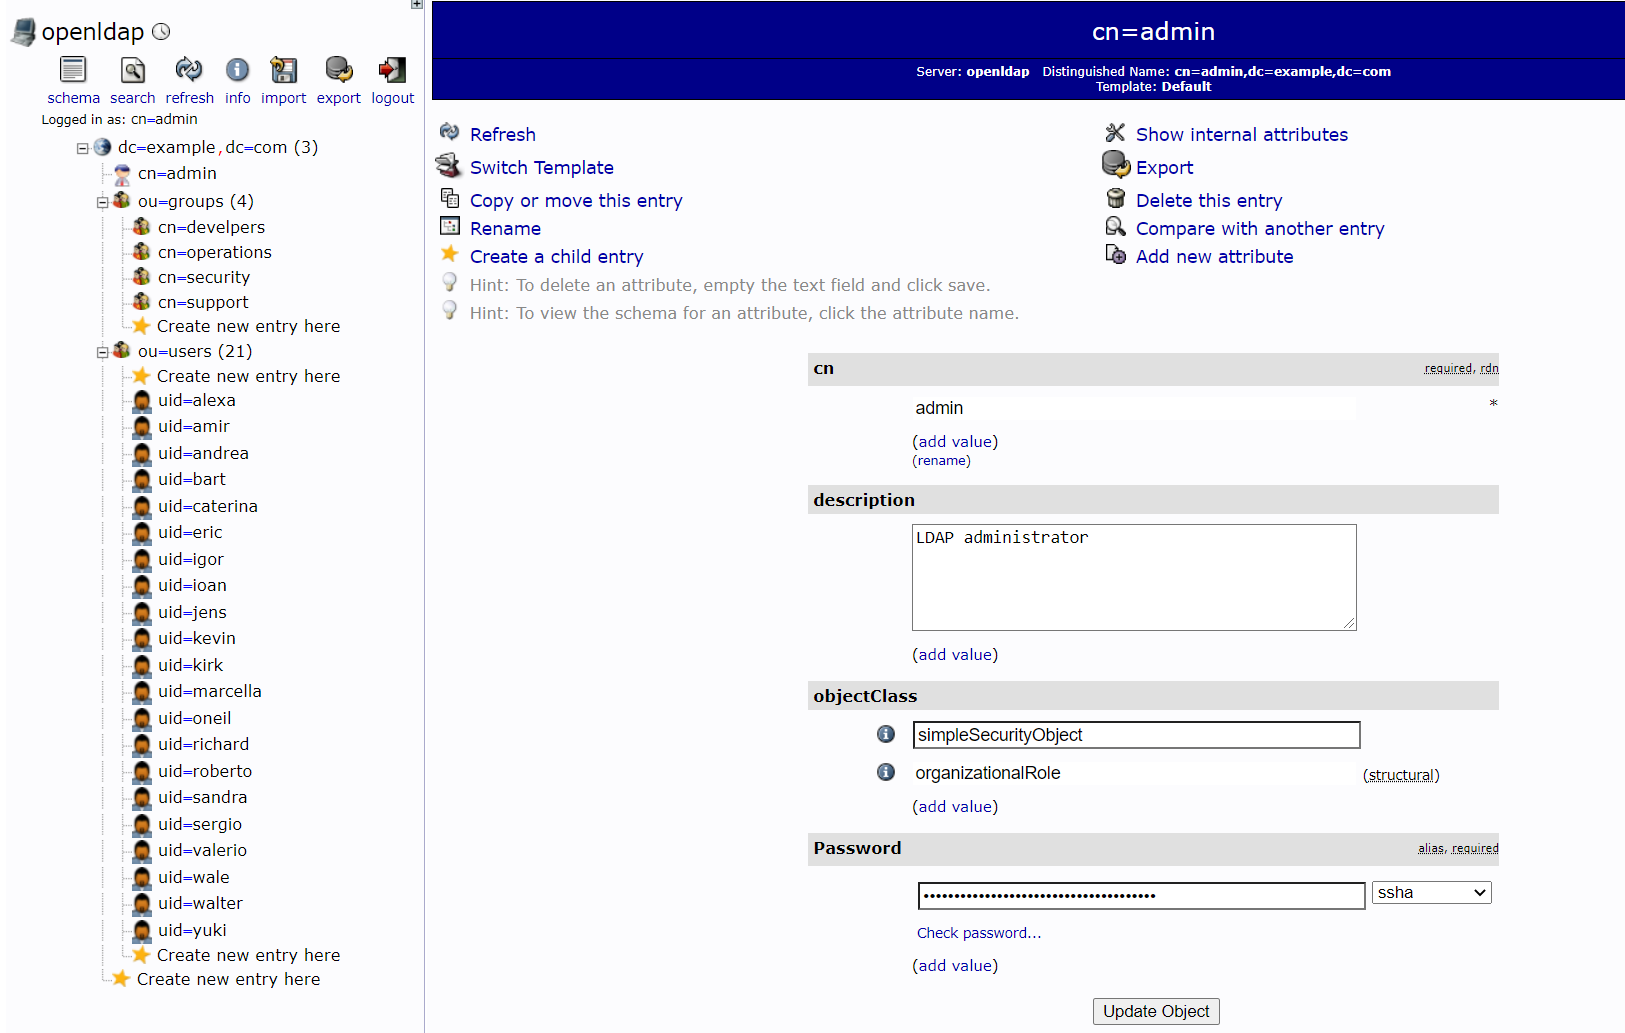 openldap
schema search refresh info import export logout
Logged in as: cn=admin
dc=example,dc=com (3)
cn=admin
ou=groups (4)
cn=develpers
cn=operations
cn=security
cn=support
Create new entry here
ou=users (21)
Create new entry here
uid=alexa
uid=amir
uid=andrea
uid=bart
uid=caterina
uid=eric
uid=igor
uid=ioan
uid=jens
uid=kevin
uid=kirk
uid=marcella
uid=oneil
uid=richard
uid=roberto
uid=sandra
uid=sergio
uid=valerio
uid=wale
uid=walter
uid=yuki
Create new entry here
Create new entry here
cn=admin
Server: openldap Distinguished Name: cn=admin,dc=example,dc=com
Template: Default
Refresh
Switch Template
Copy or move this entry
Rename
Create a child entry
Hint: To delete an attribute, empty the text field and click save.
Hint: To view the schema for an attribute, click the attribute name.
Show internal attributes
Export
Delete this entry
Compare with another entry
Add new attribute
cn required, rdn
admin *
(add value)
(rename)
description
LDAP administrator
(add value)
objectClass
simpleSecurityObject
organizationalRole (structural)
(add value)
Password alias, required
•••••••••••••••••••••••••••••••••••••• ssha
Check password...
(add value)
Update Object